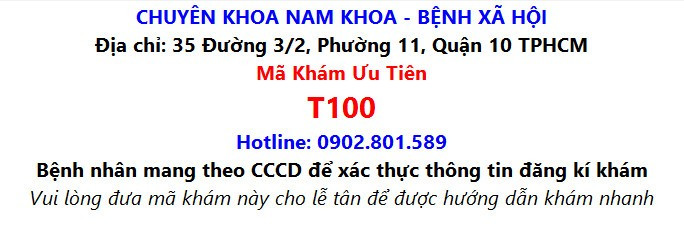 CHUYÊN KHOA NAM KHOA - BỆNH XÃ HỘI
Địa chỉ: 35 Đường 3/2, Phường 11, Quận 10 TPHCM
Mã Khám Ưu Tiên
T100
Hotline: 0902.801.589
Bệnh nhân mang theo CCCD để xác thực thông tin đăng kí khám
Vui lòng đưa mã khám này cho lễ tân để được hướng dẫn khám nhanh